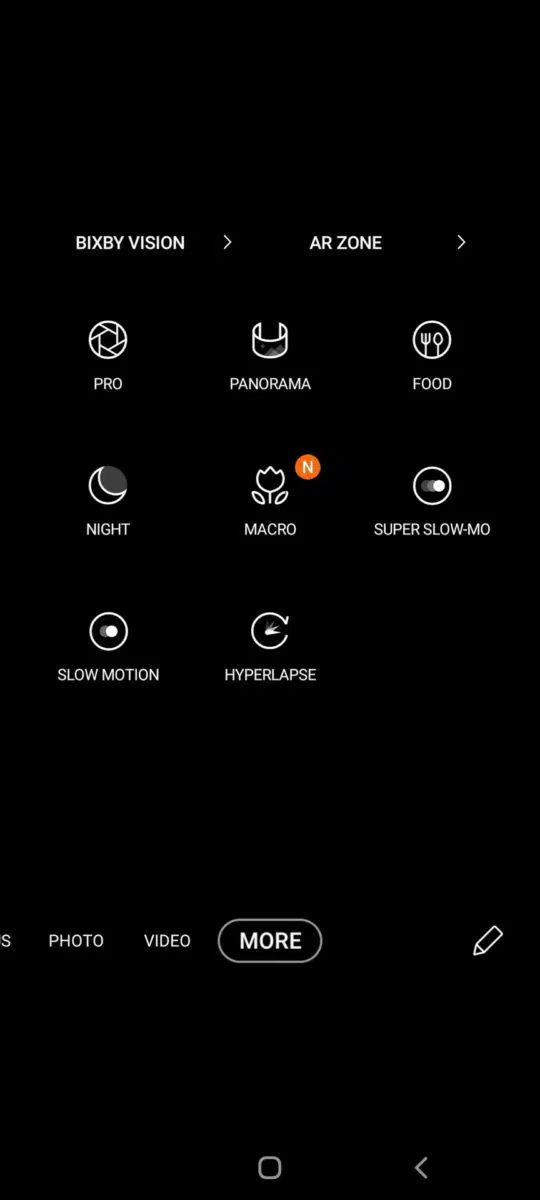 BIXBY VISION
AR ZONE
PRO
PANORAMA
FOOD
NIGHT
N
MACRO
SUPER SLOW-MO
SLOW MOTION
HYPERLAPSE
PHOTO
VIDEO
MORE